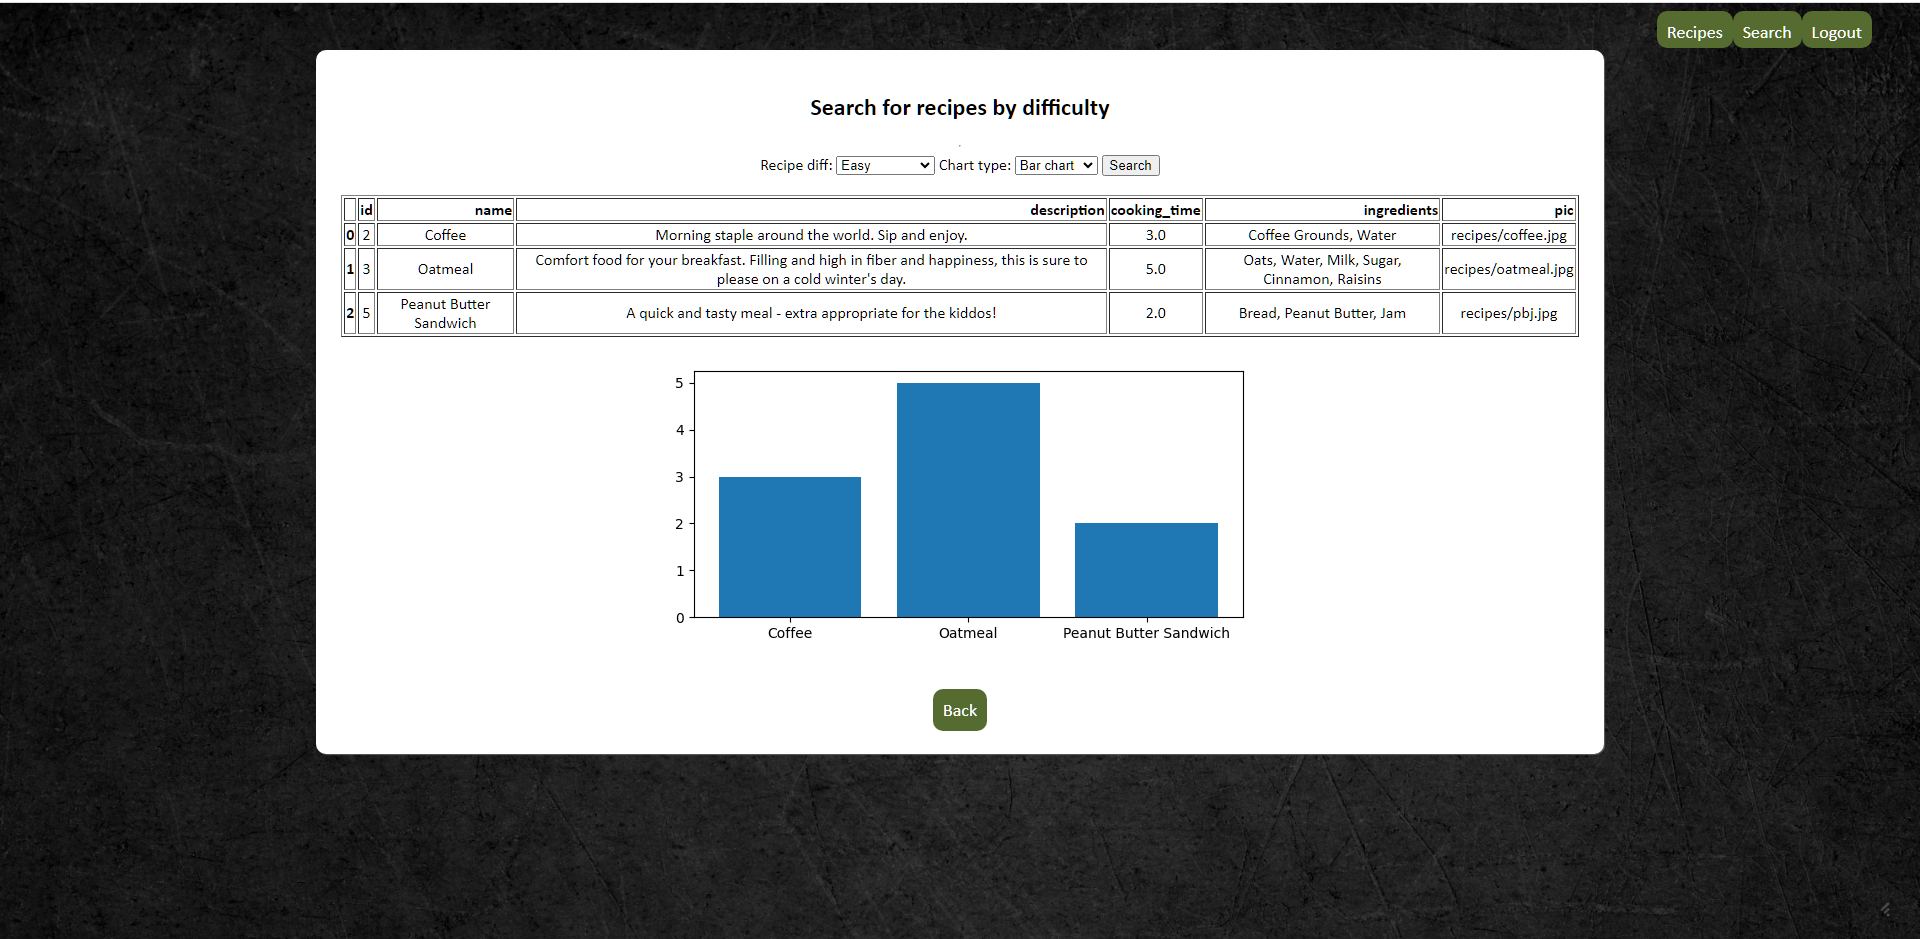 Recipes Search Logout
Search for recipes by difficulty
Recipe diff: Easy Chart type: Bar chart Search
id name description cooking_time ingredients pic
0 2 Coffee Morning staple around the world. Sip and enjoy. 3.0 Coffee Grounds, Water recipes/coffee.jpg
1 3 Oatmeal Comfort food for your breakfast. Filling and high in fiber and happiness, this is sure to please on a cold winter's day. 5.0 Oats, Water, Milk, Sugar, Cinnamon, Raisins recipes/oatmeal.jpg
2 5 Peanut Butter Sandwich A quick and tasty meal - extra appropriate for the kiddos! 2.0 Bread, Peanut Butter, Jam recipes/pbj.jpg
5
4
3
2
1
0
Coffee Oatmeal Peanut Butter Sandwich
Back